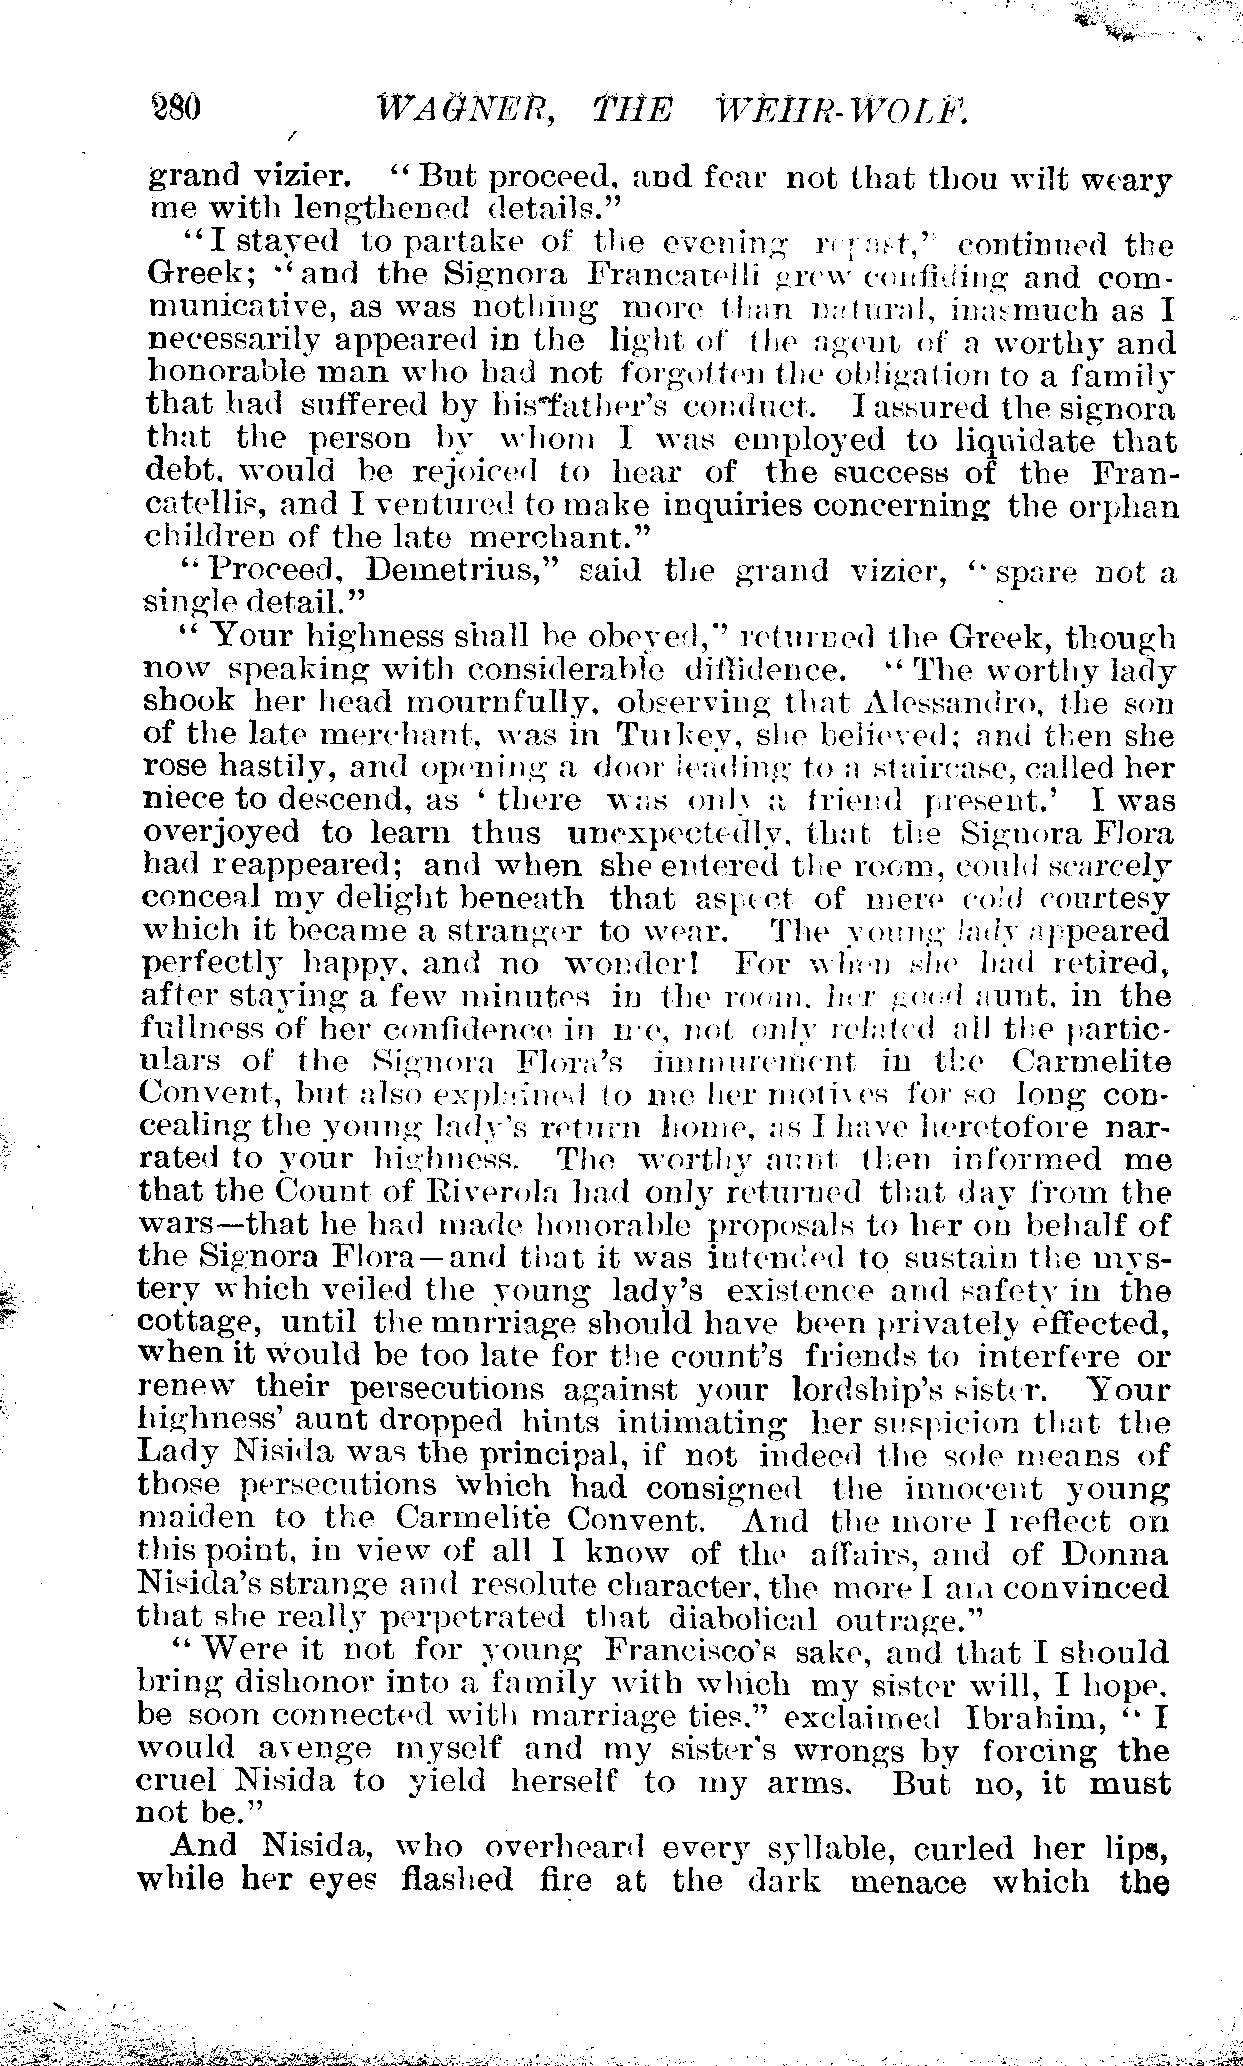 280 WAGNER, THE WEHR-WOLF.
grand vizier. “But proceed, and fear not that thou wilt weary
me with lengthened details.”
“I stayed to partake of the evening repast,” continued the
Greek; “and the Signora Francatelli grew confiding and com-
municative, as was nothing more than natural, inasmuch as I
necessarily appeared in the light of the agent of a worthy and
honorable man who had not forgotten the obligation to a family
that had suffered by his father's conduct. I assured the signora
that the person by whom I was employed to liquidate that
debt, would be rejoiced to hear of the success of the Fran-
catellis, and I ventured to make inquiries concerning the orphan
children of the late merchant.”
“Proceed, Demetrius,” said the grand vizier, “spare not a
single detail.”
“Your highness shall be obeyed,” returned the Greek, though
now speaking with considerable diffidence. “The worthy lady
shook her head mournfully, observing that Alessandro, the son
of the late merchant, was in Turkey, she believed; and then she
rose hastily, and opening a door leading to a staircase, called her
niece to descend, as ‘there was only a friend present.’ I was
overjoyed to learn thus unexpectedly, that the Signora Flora
had reappeared; and when she entered the room, could scarcely
conceal my delight beneath that aspect of mere cold courtesy
which it became a stranger to wear. The young lady appeared
perfectly happy, and no wonder! For when she had retired,
after staying a few minutes in the room, her good aunt, in the
fullness of her confidence in me, not only related all the partic-
ulars of the Signora Flora's immurement in the Carmelite
Convent, but also explained to me her motives for so long con-
cealing the young lady's return home, as I have heretofore nar-
rated to your highness. The worthy aunt then informed me
that the Count of Riverola had only returned that day from the
wars—that he had made honorable proposals to her on behalf of
the Signora Flora—and that it was intended to sustain the mys-
tery which veiled the young lady's existence and safety in the
cottage, until the mnrriage should have been privately effected,
when it would be too late for the count's friends to interfere or
renew their persecutions against your lordship's sister. Your
highness' aunt dropped hints intimating her suspicion that the
Lady Nisida was the principal, if not indeed the sole means of
those persecutions which had consigned the innocent young
maiden to the Carmelite Convent. And the more I reflect on
this point, in view of all I know of the affairs, and of Donna
Nisida's strange and resolute character, the more I am convinced
that she really perpetrated that diabolical outrage.”
“Were it not for young Francisco's sake, and that I should
bring dishonor into a family with which my sister will, I hope,
be soon connected with marriage ties,” exclaimed Ibrahim, “I
would avenge myself and my sister's wrongs by forcing the
cruel Nisida to yield herself to my arms. But no, it must
not be.”
And Nisida, who overheard every syllable, curled her lips,
while her eyes flashed fire at the dark menace which the